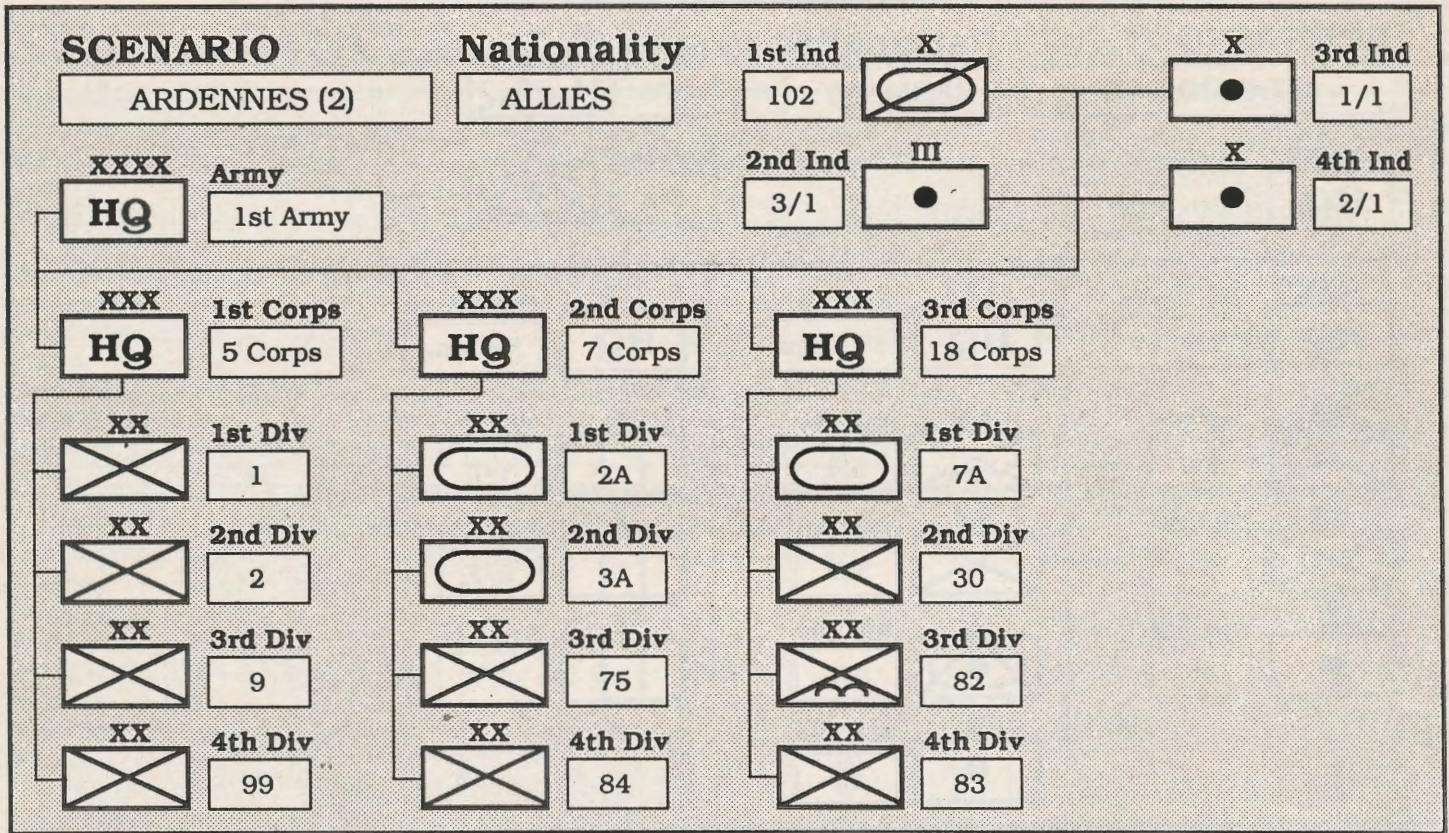 SCENARIO Nationality
ARDENNES (2) ALLIES
1st Ind X X 3rd Ind
102 1/1
2nd Ind III X 4th Ind
3/1 2/1
XXXX Army
HQ 1st Army
XXX 1st Corps XXX 2nd Corps XXX 3rd Corps
HQ 5 Corps HQ 7 Corps HQ 18 Corps
XX 1st Div XX 1st Div XX 1st Div
1 2A 7A
XX 2nd Div XX 2nd Div XX 2nd Div
2 3A 30
XX 3rd Div XX 3rd Div XX 3rd Div
9 75 82
XX 4th Div XX 4th Div XX 4th Div
99 84 83